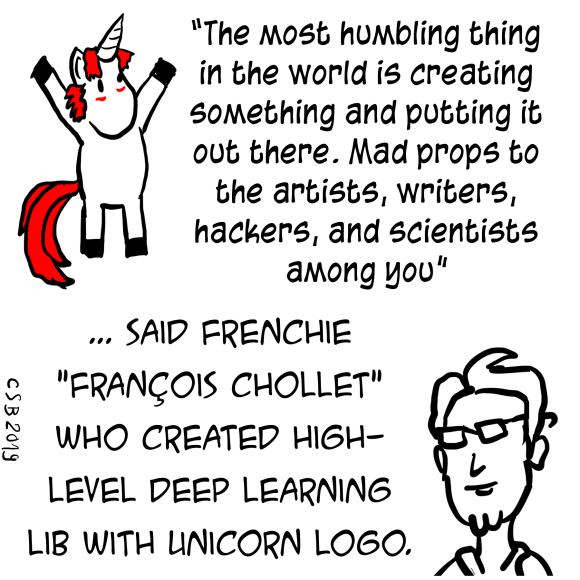 "The most humbling thing
in the world is creating
something and putting it
out there. Mad props to
the artists, writers,
hackers, and scientists
among you"
... SAID FRENCHIE
"FRANÇOIS CHOLLET"
WHO CREATED HIGH-
LEVEL DEEP LEARNING
LIB WITH UNICORN LOGO.
CSB2019